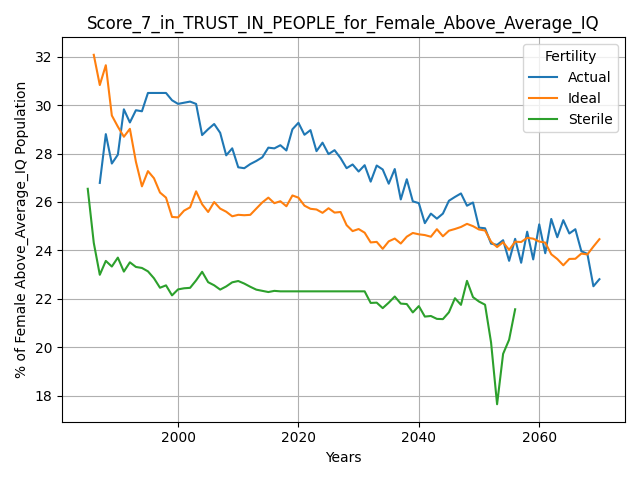 Score_7_in_TRUST_IN_PEOPLE_for_Female_Above_Average_IQ
% of Female Above_Average_IQ Population
32
30
28
26
24
22
20
18
Fertility
Actual
Ideal
Sterile
2000
2020
2040
2060
Years